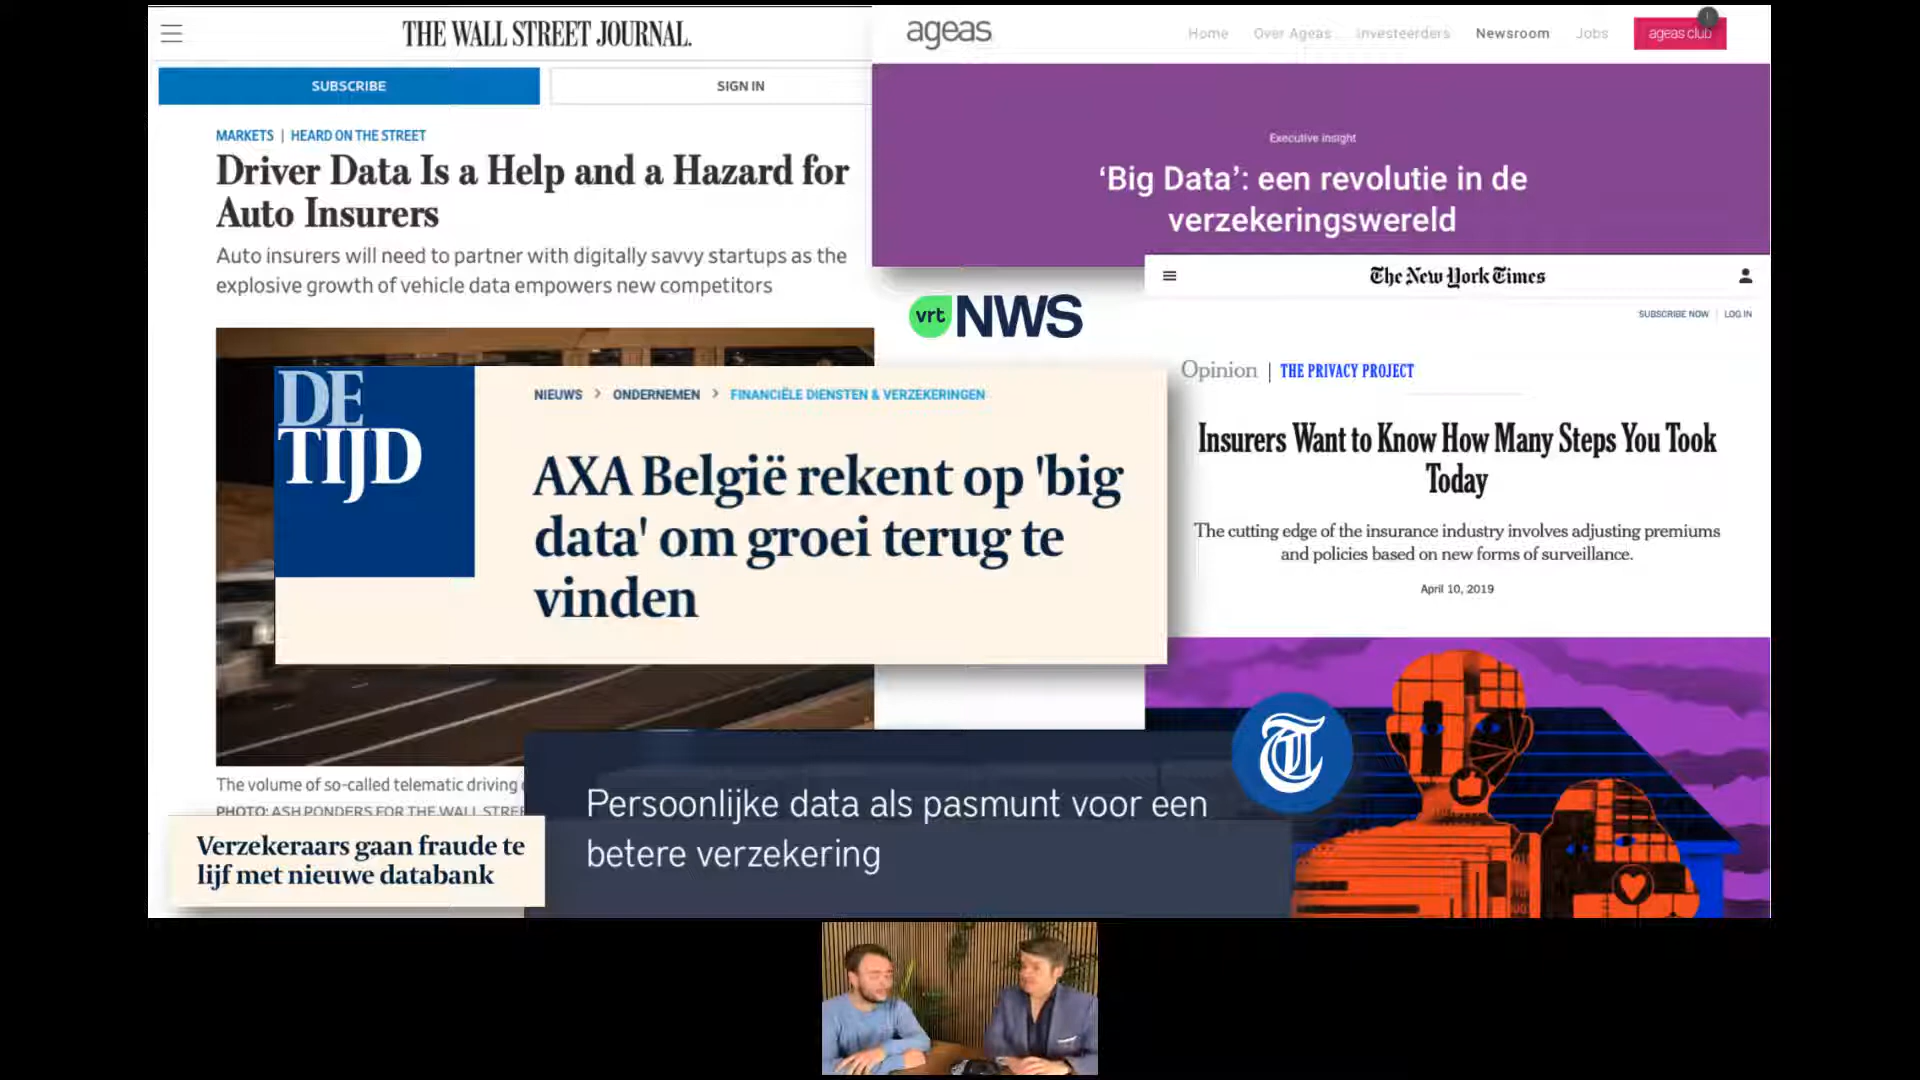 THE WALL STREET JOURNAL.
SUBSCRIBE
SIGN IN
MARKETS | HEARD ON THE STREET
Driver Data Is a Help and a Hazard for
Auto Insurers
Auto insurers will need to partner with digitally savvy startups as the
explosive growth of vehicle data empowers new competitors
The volume of so-called telematic driving
PHOTO: ASH PONDERS FOR THE WALL STREE
ageas
Home
Over Ageas
Investeerders
Newsroom
Jobs
ageas club
Executive insight
‘Big Data’: een revolutie in de
verzekeringswereld
vrt NWS
The New York Times
SUBSCRIBE NOW | LOG IN
Opinion | THE PRIVACY PROJECT
Insurers Want to Know How Many Steps You Took
Today
The cutting edge of the insurance industry involves adjusting premiums
and policies based on new forms of surveillance.
April 10, 2019
DE
TIJD
NIEUWS > ONDERNEMEN > FINANCIËLE DIENSTEN & VERZEKERINGEN
AXA België rekent op 'big
data' om groei terug te
vinden
Verzekeraars gaan fraude te
lijf met nieuwe databank
Persoonlijke data als pasmunt voor een
betere verzekering
T